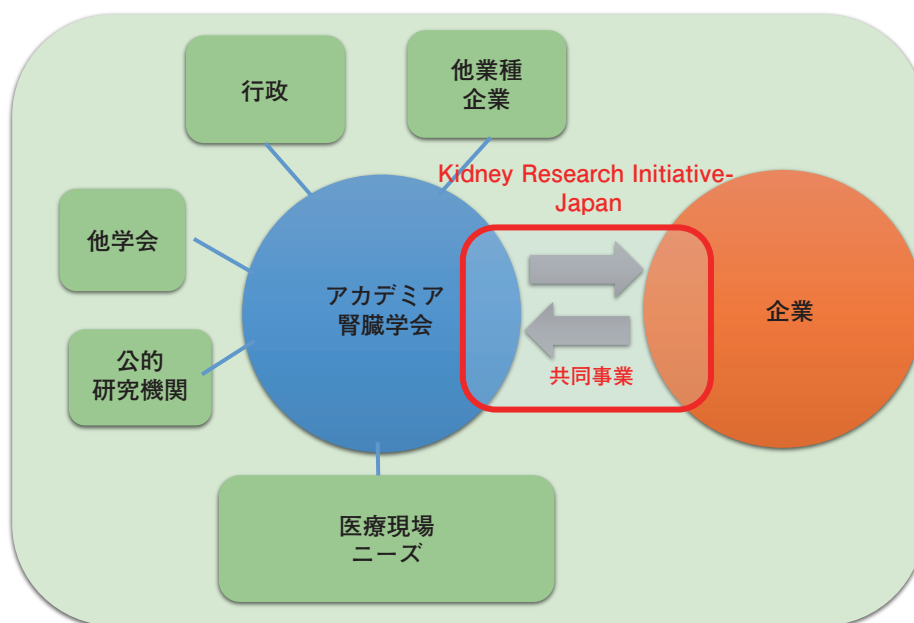 行政
他業種
企業
Kidney Research Initiative-
Japan
他学会
アカデミア
腎臓学会
企業
公的
研究機関
共同事業
医療現場
ニーズ